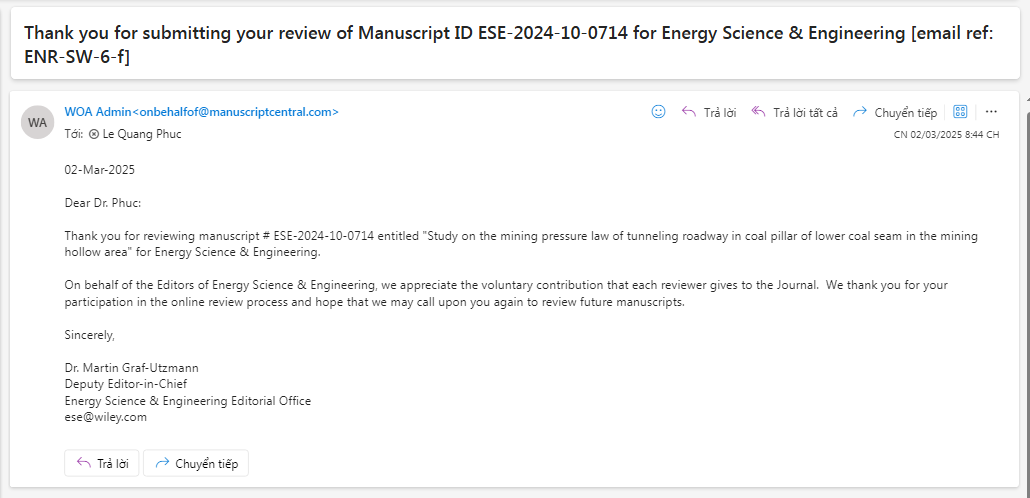 Thank you for submitting your review of Manuscript ID ESE-2024-10-0714 for Energy Science & Engineering [email ref:
ENR-SW-6-f]
WA
WOA Admin<onbehalfof@manuscriptcentral.com>
Trả lời
Trả lời tất cả
Chuyển tiếp
Tới: Le Quang Phuc
CN 02/03/2025 8:44 CH
02-Mar-2025
Dear Dr. Phuc:
Thank you for reviewing manuscript # ESE-2024-10-0714 entitled "Study on the mining pressure law of tunneling roadway in coal pillar of lower coal seam in the mining
hollow area" for Energy Science & Engineering.
On behalf of the Editors of Energy Science & Engineering, we appreciate the voluntary contribution that each reviewer gives to the Journal.  We thank you for your
participation in the online review process and hope that we may call upon you again to review future manuscripts.
Sincerely,
Dr. Martin Graf-Utzmann
Deputy Editor-in-Chief
Energy Science & Engineering Editorial Office
ese@wiley.com
Trả lời
Chuyển tiếp